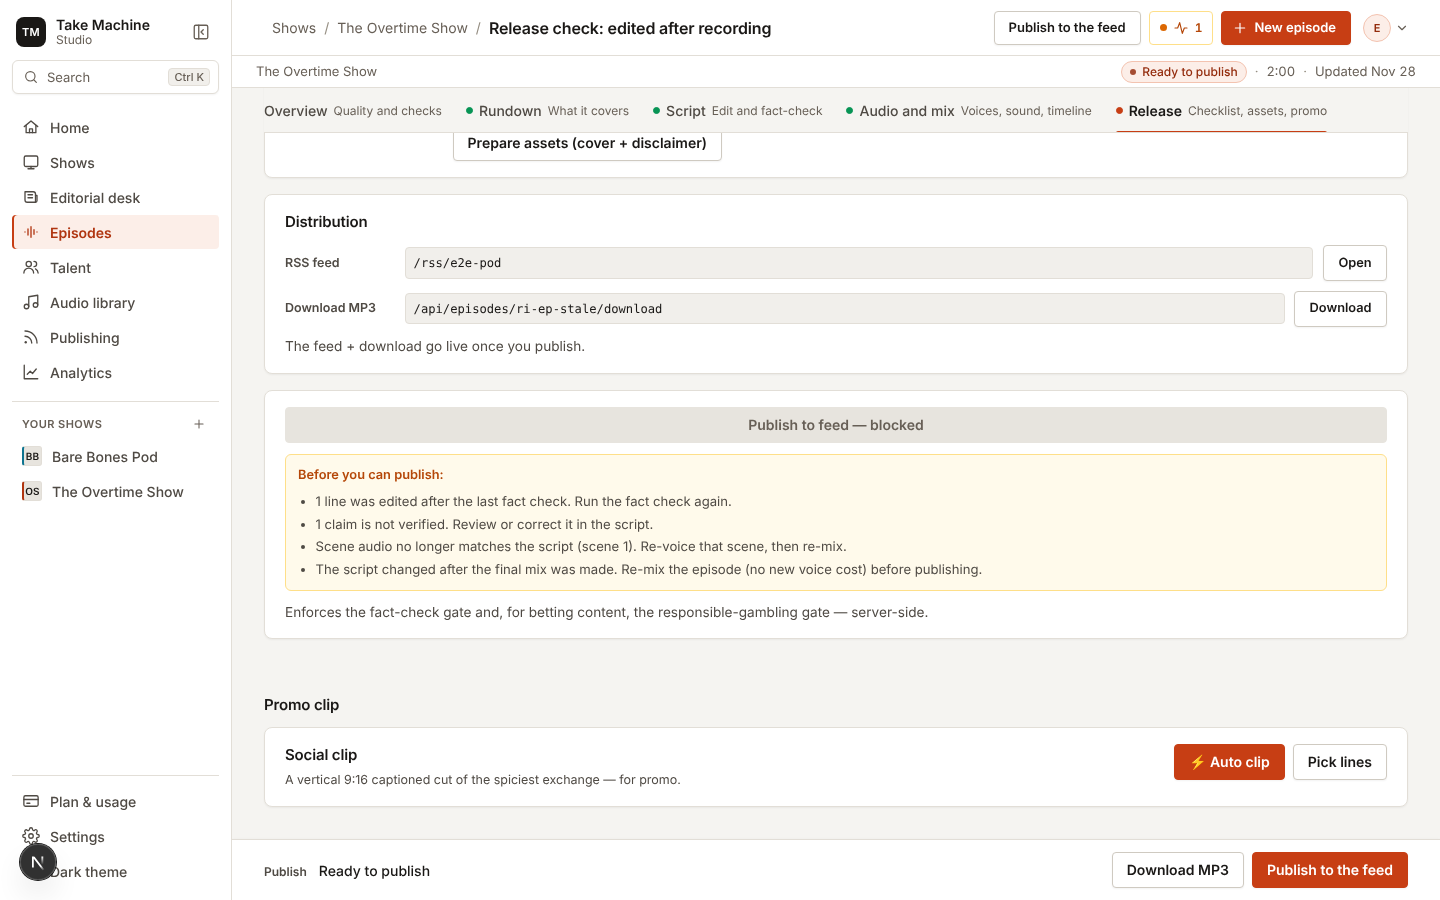 TM
Take Machine
Studio
Search
Ctrl K
Home
Shows
Editorial desk
Episodes
Talent
Audio library
Publishing
Analytics
YOUR SHOWS
BB
Bare Bones Pod
OS
The Overtime Show
Plan & usage
Settings
N
Dark theme
Shows / The Overtime Show / Release check: edited after recording
Publish to the feed
1
New episode
E
The Overtime Show
Ready to publish · 2:00 · Updated Nov 28
Overview Quality and checks
Rundown What it covers
Script Edit and fact-check
Audio and mix Voices, sound, timeline
Release Checklist, assets, promo
Prepare assets (cover + disclaimer)
Distribution
RSS feed
/rss/e2e-pod
Open
Download MP3
/api/episodes/ri-ep-stale/download
Download
The feed + download go live once you publish.
Publish to feed — blocked
Before you can publish:
• 1 line was edited after the last fact check. Run the fact check again.
• 1 claim is not verified. Review or correct it in the script.
• Scene audio no longer matches the script (scene 1). Re-voice that scene, then re-mix.
• The script changed after the final mix was made. Re-mix the episode (no new voice cost) before publishing.
Enforces the fact-check gate and, for betting content, the responsible-gambling gate — server-side.
Promo clip
Social clip
A vertical 9:16 captioned cut of the spiciest exchange — for promo.
⚡ Auto clip
Pick lines
Publish Ready to publish
Download MP3
Publish to the feed